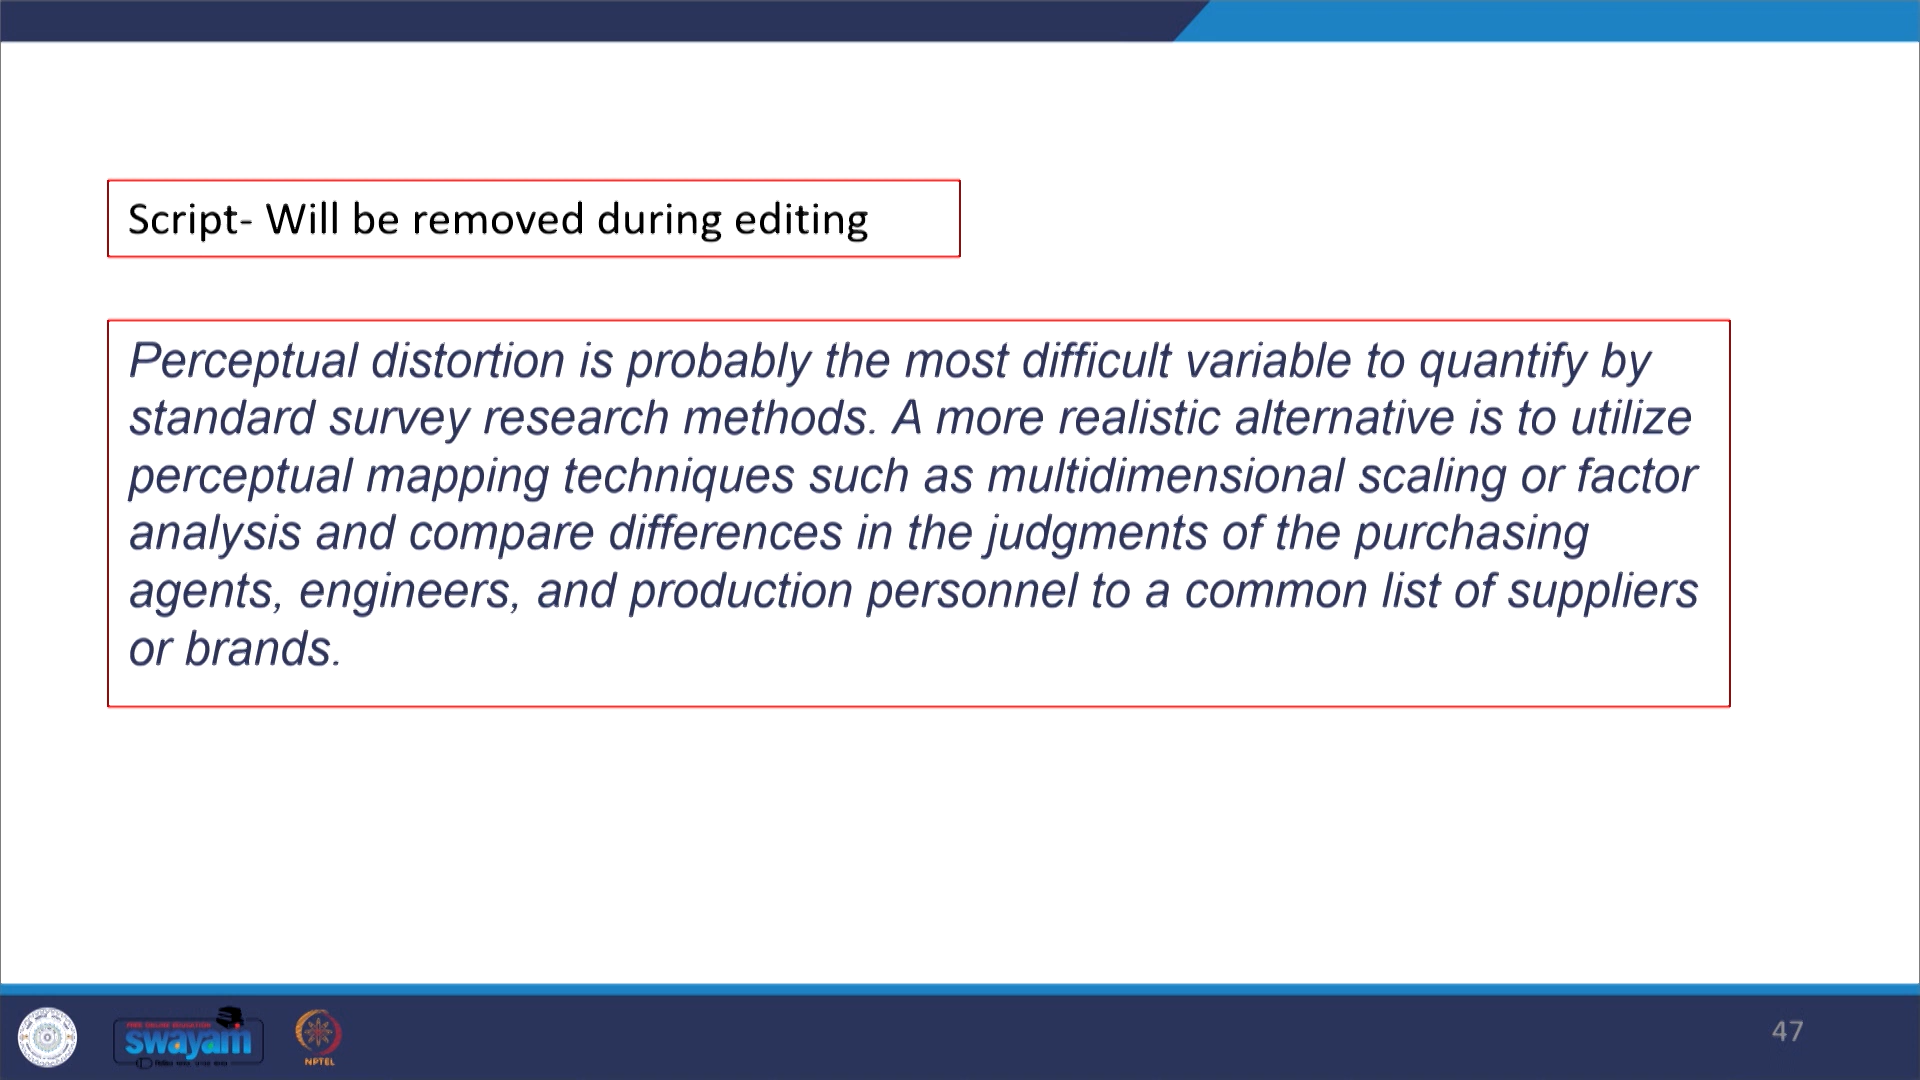 Script- Will be removed during editing
Perceptual distortion is probably the most difficult variable to quantify by
standard survey research methods. A more realistic alternative is to utilize
perceptual mapping techniques such as multidimensional scaling or factor
analysis and compare differences in the judgments of the purchasing
agents, engineers, and production personnel to a common list of suppliers
or brands.
FREE ONLINE EDUCATION
swayam
NPTEL
47